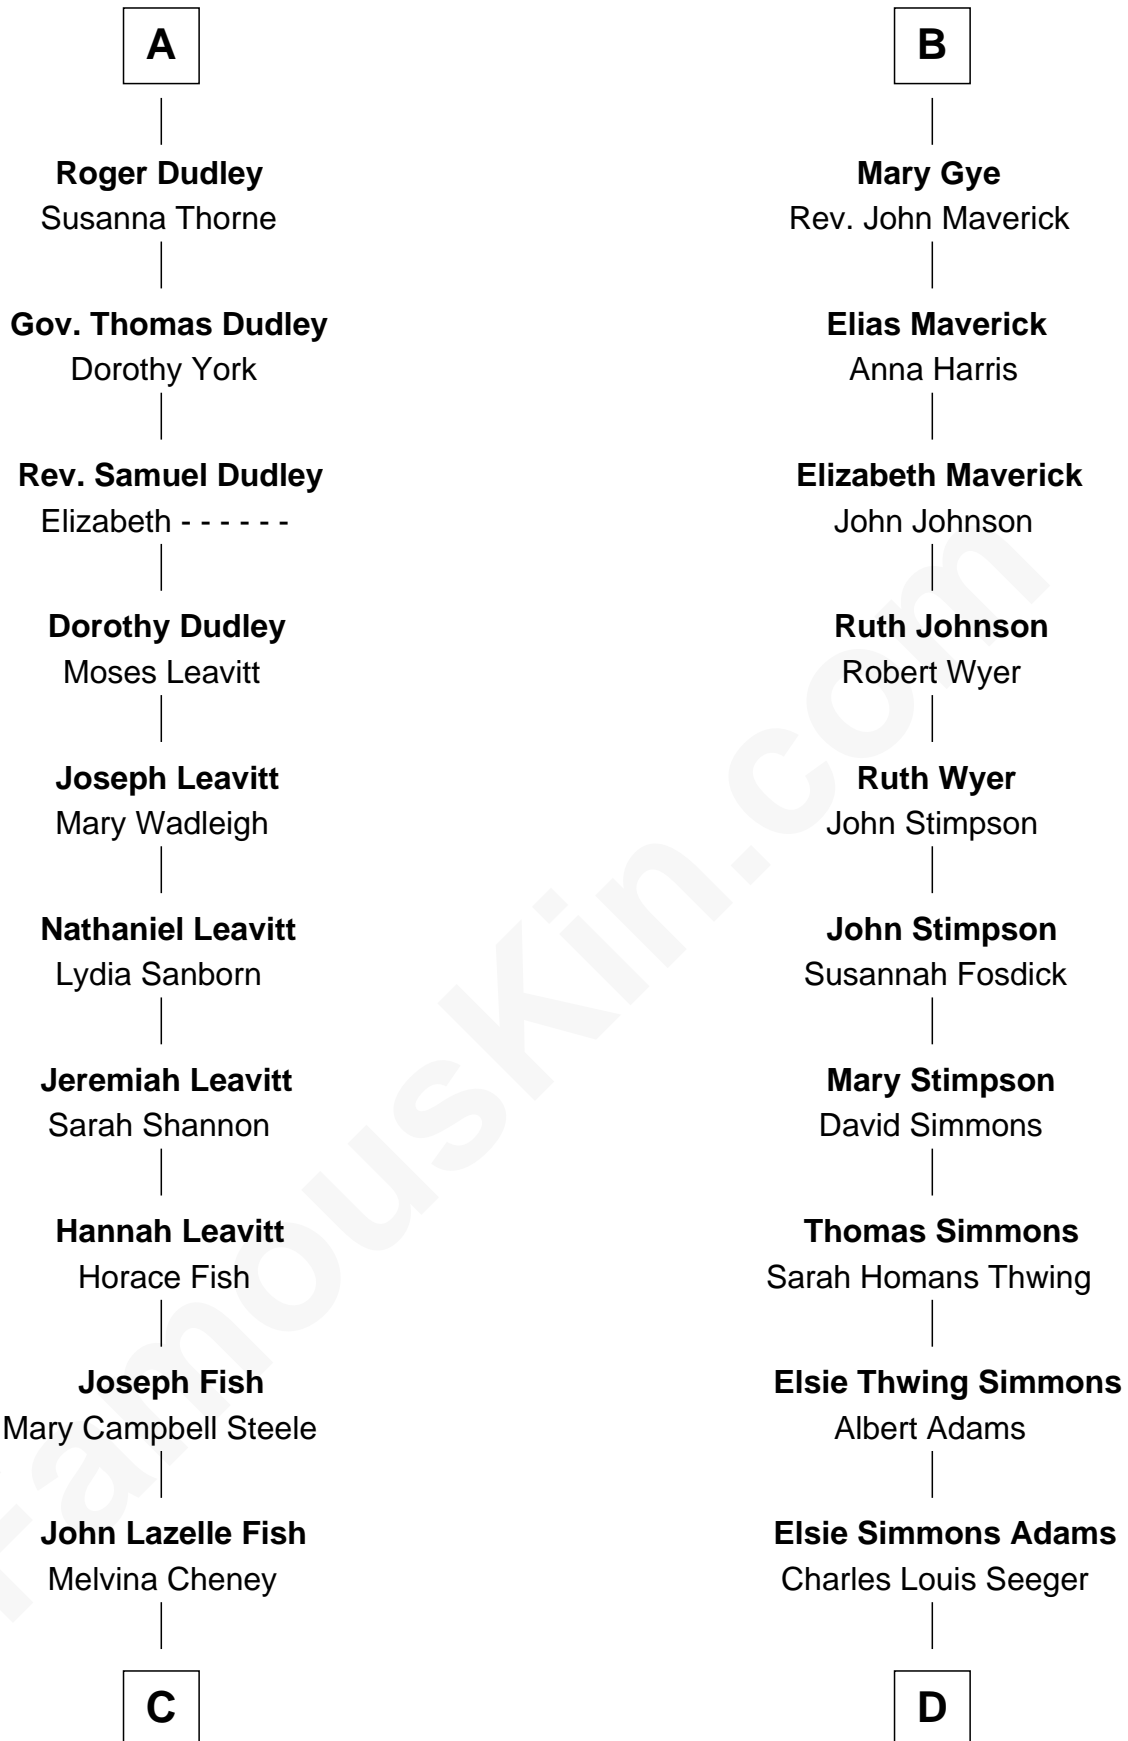 A
Roger Dudley
Susanna Thorne
Gov. Thomas Dudley
Dorothy York
Rev. Samuel Dudley
Elizabeth - - - - - -
Dorothy Dudley
Moses Leavitt
Joseph Leavitt
Mary Wadleigh
Nathaniel Leavitt
Lydia Sanborn
Jeremiah Leavitt
Sarah Shannon
Hannah Leavitt
Horace Fish
Joseph Fish
Mary Campbell Steele
John Lazelle Fish
Melvina Cheney
C
B
Mary Gye
Rev. John Maverick
Elias Maverick
Anna Harris
Elizabeth Maverick
John Johnson
Ruth Johnson
Robert Wyer
Ruth Wyer
John Stimpson
John Stimpson
Susannah Fosdick
Mary Stimpson
David Simmons
Thomas Simmons
Sarah Homans Thwing
Elsie Thwing Simmons
Albert Adams
Elsie Simmons Adams
Charles Louis Seeger
D
FamousKin.com